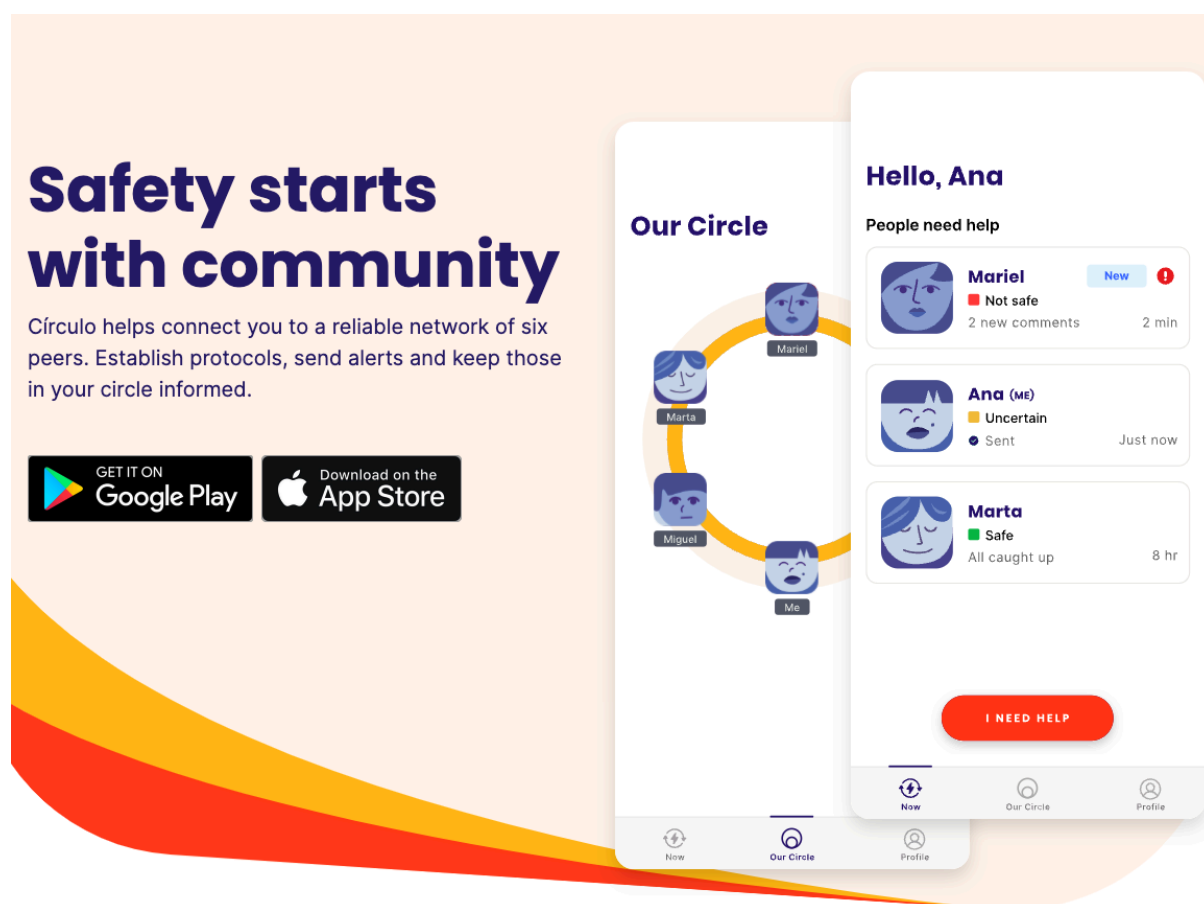 Safety starts
with community
Círculo helps connect you to a reliable network of six
peers. Establish protocols, send alerts and keep those
in your circle informed.
GET IT ON
Google Play
Download on the
App Store
Our Circle
Mariel
Marta
Miguel
Me
Now
Our Circle
Profile
Hello, Ana
People need help
Mariel
New
Not safe
2 new comments
2 min
Ana (ME)
Uncertain
Sent
Just now
Marta
Safe
All caught up
8 hr
I NEED HELP
Now
Our Circle
Profile